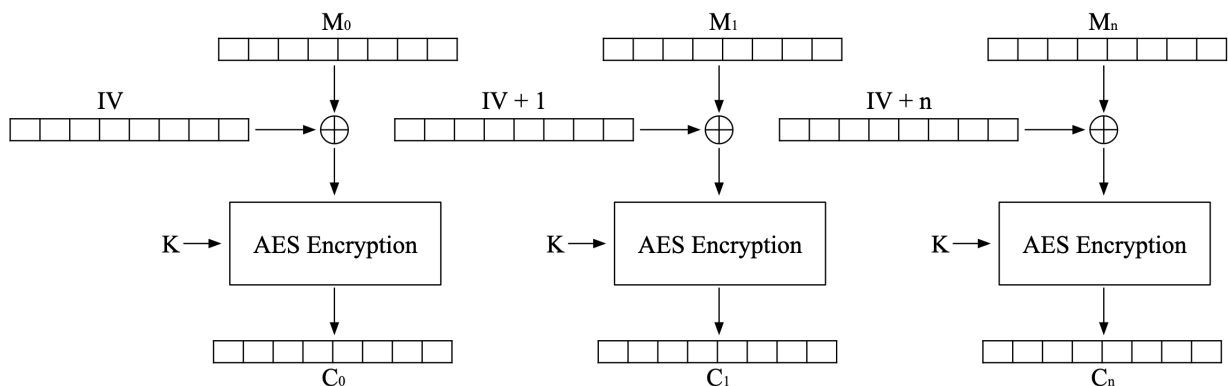 M₀ M₁ Mₙ
IV IV + 1 IV + n
K AES Encryption K AES Encryption K AES Encryption
C₀ C₁ Cₙ